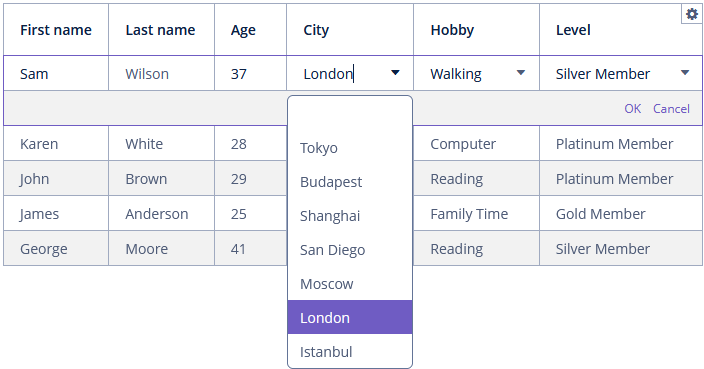 First name Last name Age City Hobby Level
Sam Wilson 37 London Walking Silver Member
OK Cancel
Karen White 28 Computer Platinum Member
John Brown 29 Reading Platinum Member
James Anderson 25 Family Time Gold Member
George Moore 41 Reading Silver Member
Tokyo
Budapest
Shanghai
San Diego
Moscow
London
Istanbul